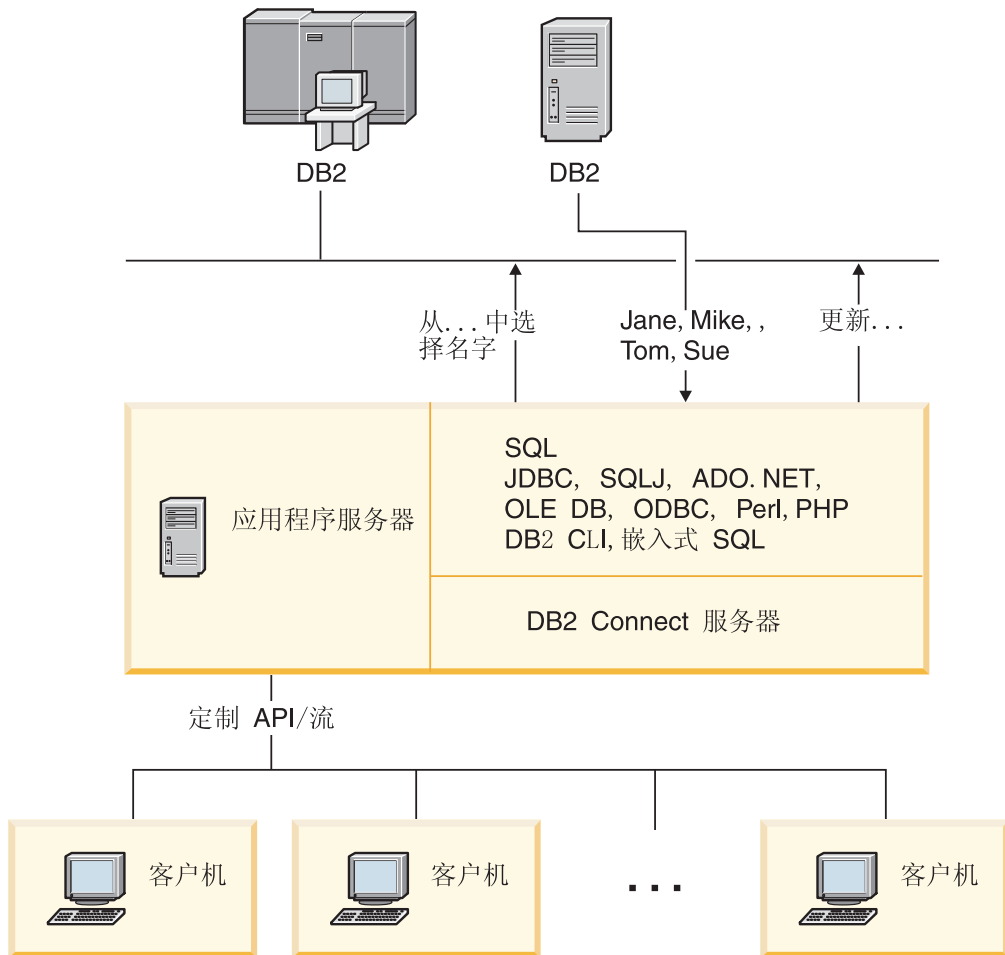 DB2
DB2
从...中选
择名字
Jane, Mike, ,
Tom, Sue
更新...
应用程序服务器
SQL
JDBC, SQLJ, ADO. NET,
OLE DB, ODBC, Perl, PHP
DB2 CLI, 嵌入式 SQL
DB2 Connect 服务器
定制 API/流
客户机
客户机
...
客户机